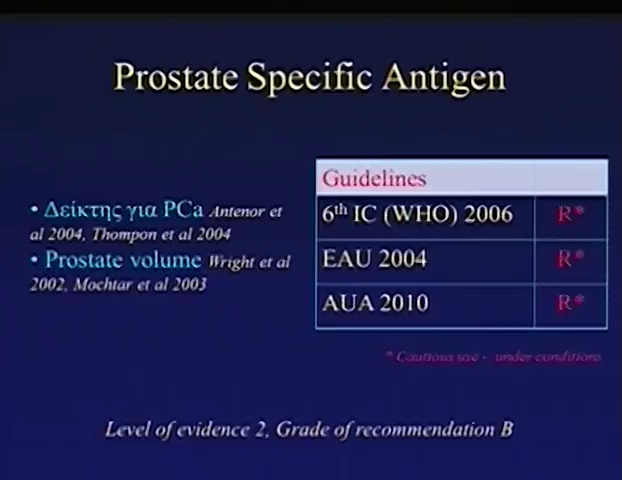 Prostate Specific Antigen
• Δείκτης για PCa Antenor et
al 2004, Thompon et al 2004
• Prostate volume Wright et al
2002, Mochtar et al 2003
Guidelines
6th IC (WHO) 2006 R*
EAU 2004 R*
AUA 2010 R*
* Cautious use - under conditions
Level of evidence 2, Grade of recommendation B